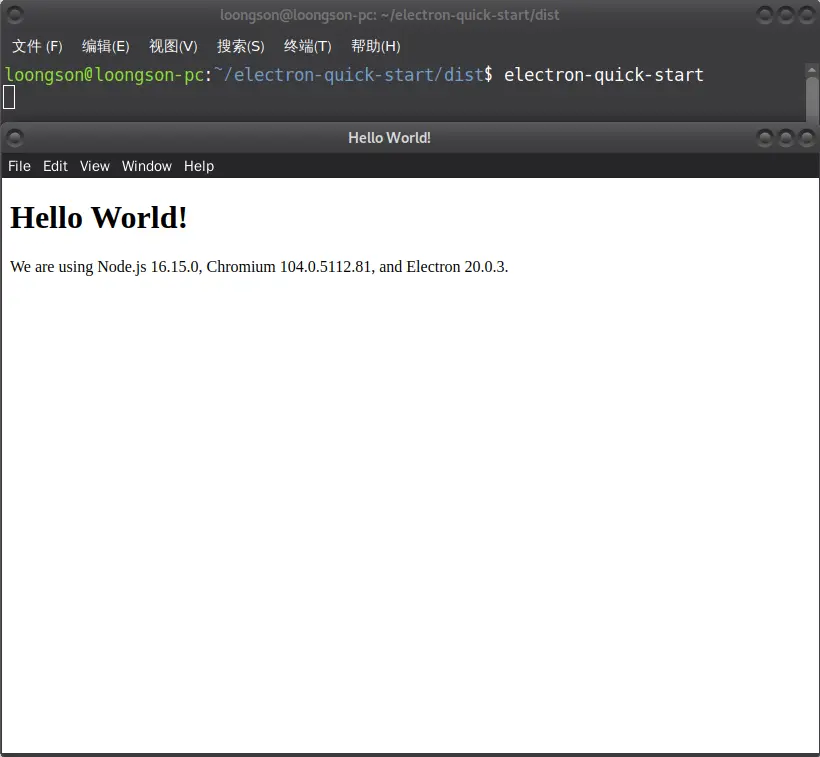 loongson@loongson-pc: ~/electron-quick-start/dist
文件 (F) 编辑(E) 视图(V) 搜索(S) 终端(T) 帮助(H)
loongson@loongson-pc:~/electron-quick-start/dist$ electron-quick-start
Hello World!
File Edit View Window Help
Hello World!
We are using Node.js 16.15.0, Chromium 104.0.5112.81, and Electron 20.0.3.